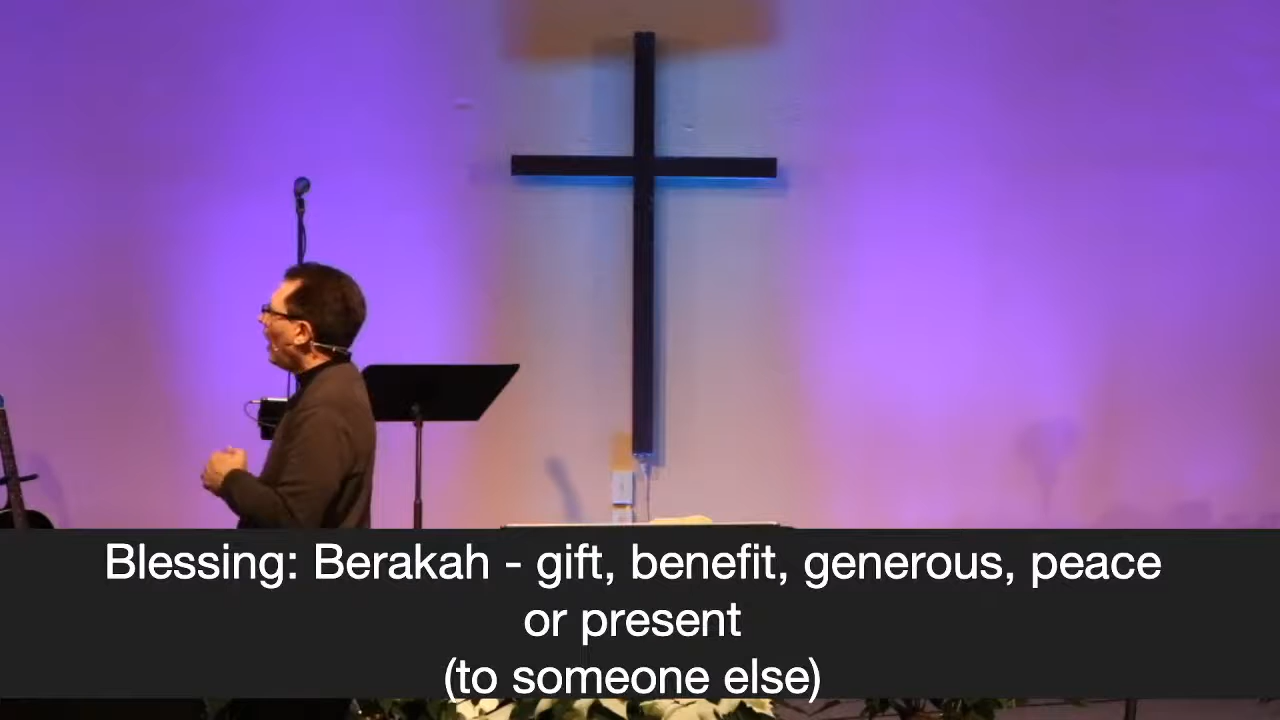 Blessing: Berakah - gift, benefit, generous, peace
or present
(to someone else)